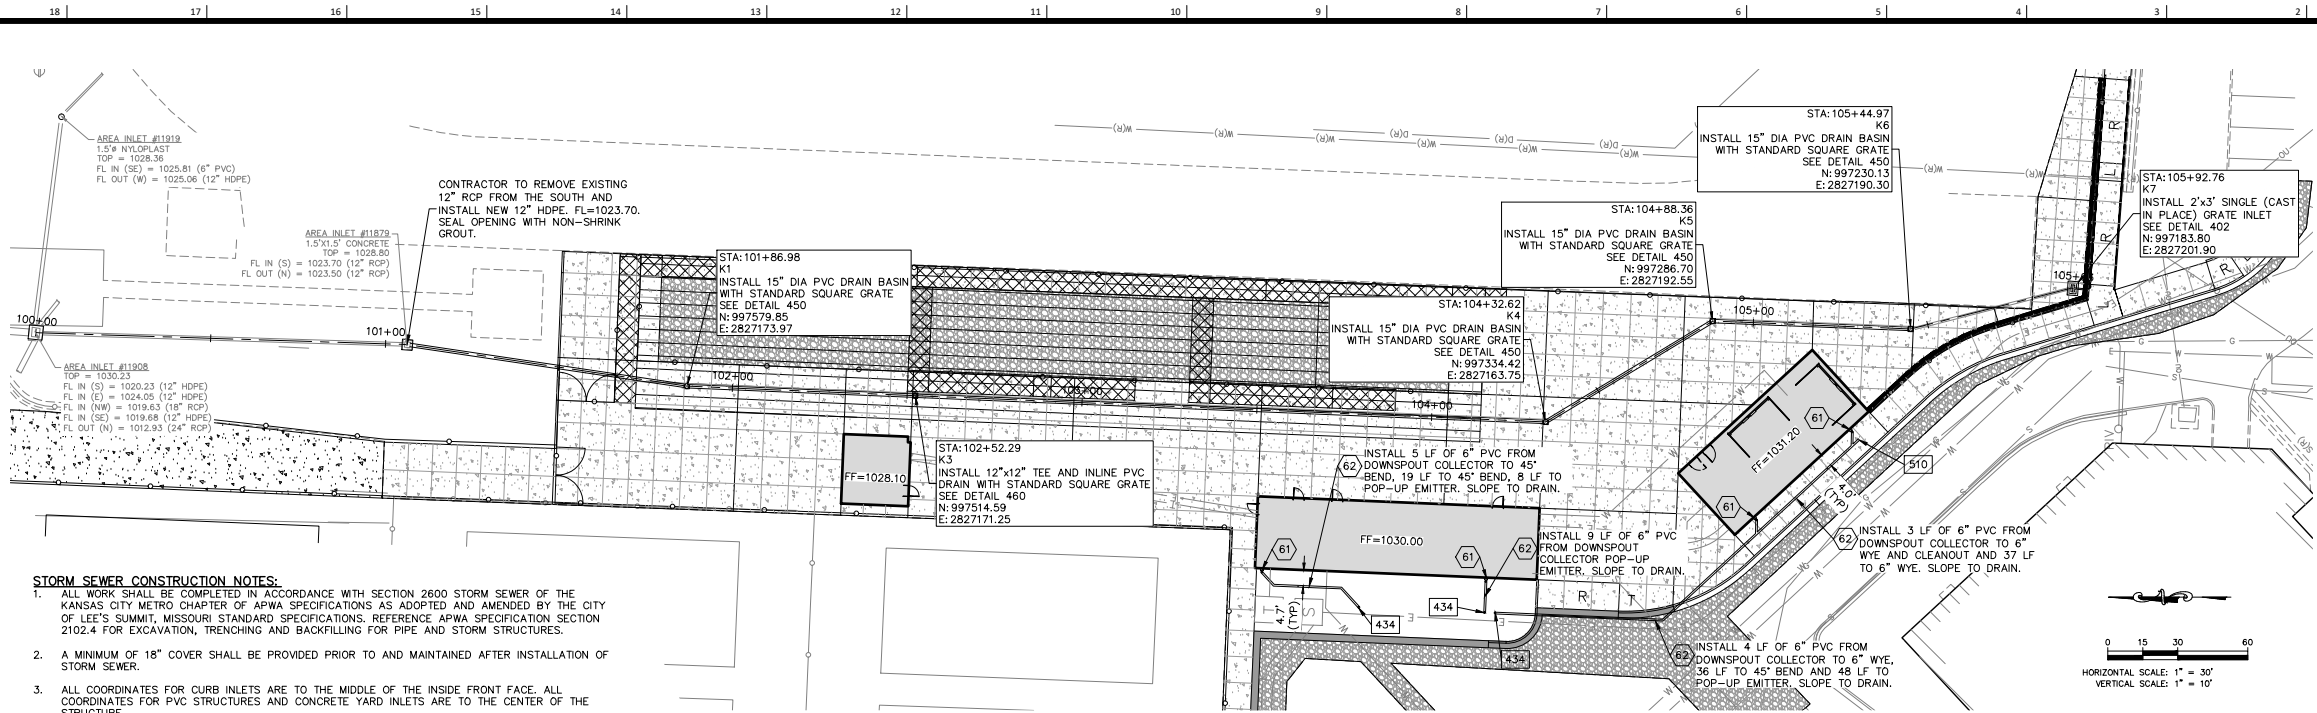 18 17 16 15 14 13 12 11 10 9 8 7 6 5 4 3 2
AREA INLET #11919
1.5'ø NYLOPLAST
TOP = 1028.36
FL IN (SE) = 1025.81 (6" PVC)
FL OUT (W) = 1025.06 (12" HDPE)
CONTRACTOR TO REMOVE EXISTING
12" RCP FROM THE SOUTH AND
INSTALL NEW 12" HDPE. FL=1023.70.
SEAL OPENING WITH NON-SHRINK
GROUT.
AREA INLET #11879
1.5'X1.5' CONCRETE
TOP = 1028.80
FL IN (S) = 1023.70 (12" RCP)
FL OUT (N) = 1023.50 (12" RCP)
100+00
101+00
AREA INLET #11908
TOP = 1030.23
FL IN (S) = 1020.23 (12" HDPE)
FL IN (E) = 1024.05 (12" HDPE)
FL IN (NW) = 1019.63 (18" RCP)
FL IN (SE) = 1019.68 (12" HDPE)
FL OUT (N) = 1012.93 (24" RCP)
STA:101+86.98
K1
INSTALL 15" DIA PVC DRAIN BASIN
WITH STANDARD SQUARE GRATE
SEE DETAIL 450
N:997579.85
E:2827173.97
102+00
103+00
104+00
105+00
STA:102+52.29
K3
INSTALL 12"x12" TEE AND INLINE PVC
DRAIN WITH STANDARD SQUARE GRATE
SEE DETAIL 460
N:997514.59
E:2827171.25
STA:104+32.62
K4
INSTALL 15" DIA PVC DRAIN BASIN
WITH STANDARD SQUARE GRATE
SEE DETAIL 450
N:997334.42
E:2827163.75
STA:104+88.36
K5
INSTALL 15" DIA PVC DRAIN BASIN
WITH STANDARD SQUARE GRATE
SEE DETAIL 450
N:997286.70
E:2827192.55
STA:105+44.97
K6
INSTALL 15" DIA PVC DRAIN BASIN
WITH STANDARD SQUARE GRATE
SEE DETAIL 450
N:997230.13
E:2827190.30
STA:105+92.76
K7
INSTALL 2'x3' SINGLE (CAST
IN PLACE) GRATE INLET
SEE DETAIL 402
N:997183.80
E:2827201.90
FF=1028.10
FF=1030.00
FF=1031.20
62
INSTALL 5 LF OF 6" PVC FROM
DOWNSPOUT COLLECTOR TO 45°
BEND, 19 LF TO 45° BEND, 8 LF TO
POP-UP EMITTER. SLOPE TO DRAIN.
61
61
62
INSTALL 9 LF OF 6" PVC
FROM DOWNSPOUT
COLLECTOR POP-UP
EMITTER. SLOPE TO DRAIN.
61
61
510
4.0'
(TYP)
62
INSTALL 3 LF OF 6" PVC FROM
DOWNSPOUT COLLECTOR TO 6"
WYE AND CLEANOUT AND 37 LF
TO 6" WYE. SLOPE TO DRAIN.
4.7'
(TYP)
434
434
434
R T
62
INSTALL 4 LF OF 6" PVC FROM
DOWNSPOUT COLLECTOR TO 6" WYE,
36 LF TO 45° BEND AND 48 LF TO
POP-UP EMITTER. SLOPE TO DRAIN.
0 15 30 60
HORIZONTAL SCALE: 1" = 30'
VERTICAL SCALE: 1" = 10'
STORM SEWER CONSTRUCTION NOTES:
1. ALL WORK SHALL BE COMPLETED IN ACCORDANCE WITH SECTION 2600 STORM SEWER OF THE
KANSAS CITY METRO CHAPTER OF APWA SPECIFICATIONS AS ADOPTED AND AMENDED BY THE CITY
OF LEE'S SUMMIT, MISSOURI STANDARD SPECIFICATIONS. REFERENCE APWA SPECIFICATION SECTION
2102.4 FOR EXCAVATION, TRENCHING AND BACKFILLING FOR PIPE AND STORM STRUCTURES.
2. A MINIMUM OF 18" COVER SHALL BE PROVIDED PRIOR TO AND MAINTAINED AFTER INSTALLATION OF
STORM SEWER.
3. ALL COORDINATES FOR CURB INLETS ARE TO THE MIDDLE OF THE INSIDE FRONT FACE. ALL
COORDINATES FOR PVC STRUCTURES AND CONCRETE YARD INLETS ARE TO THE CENTER OF THE
STRUCTURE